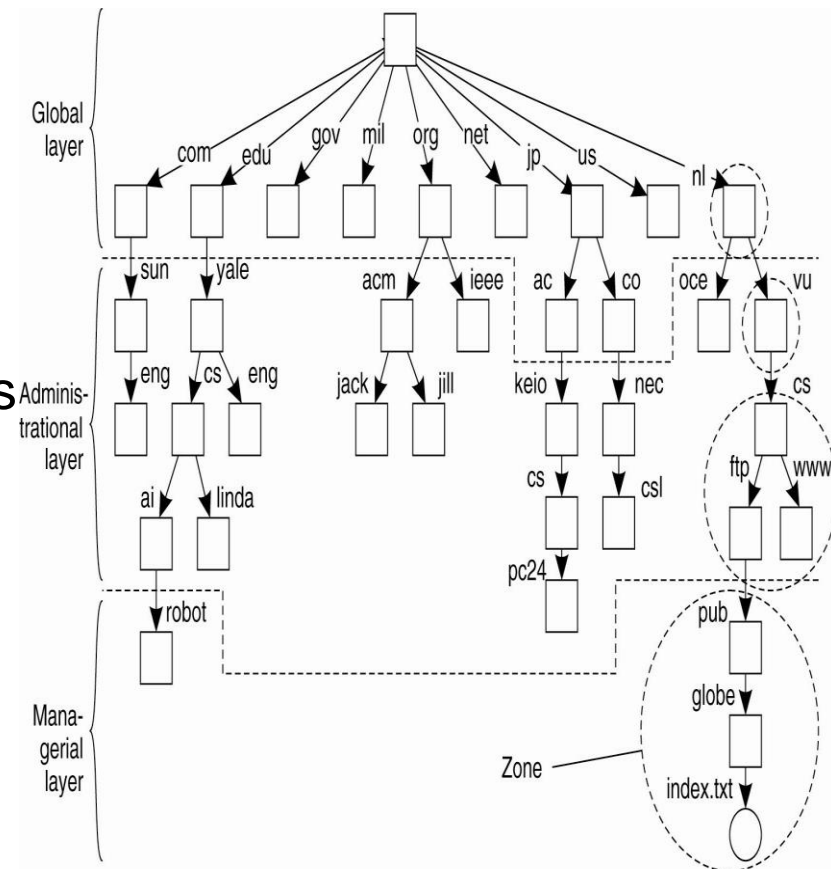 Global
layer
com
edu
gov
mil
org
net
jp
us
nl
sun
yale
acm
ieee
ac
co
oce
vu
s
Adminis-
trational
layer
eng
cs
eng
jack
jill
keio
nec
cs
ai
linda
cs
csl
ftp
www
pc24
robot
pub
Mana-
gerial
layer
globe
Zone
index.txt